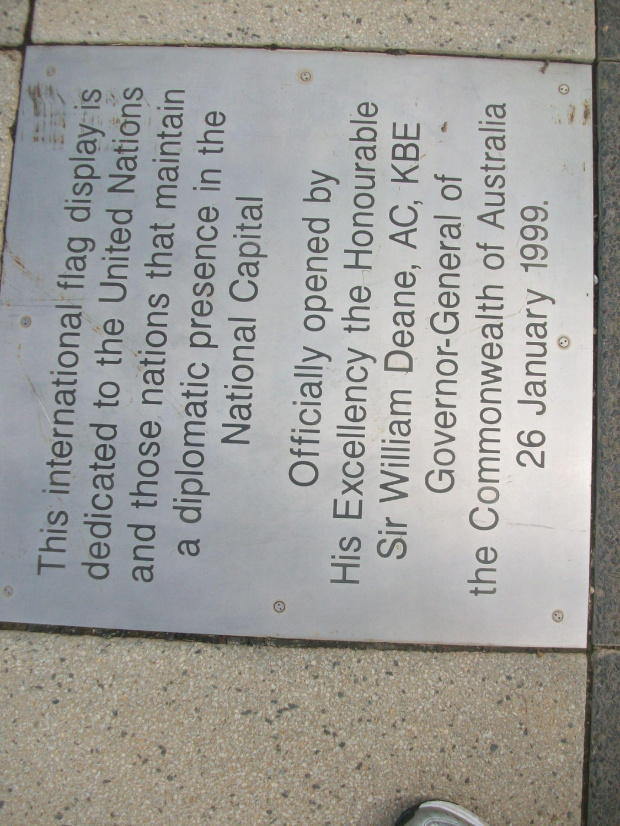 This international flag display is
dedicated to the United Nations
and those nations that maintain
a diplomatic presence in the
National Capital
Officially opened by
His Excellency the Honourable
Sir William Deane, AC, KBE
Governor-General of
the Commonwealth of Australia
26 January 1999.